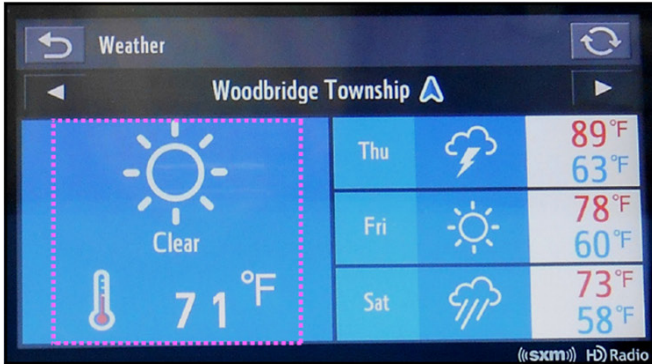 Weather
Woodbridge Township
Clear
71°F
Thu
89°F
63°F
Fri
78°F
60°F
Sat
73°F
58°F
((sxm)) HD Radio